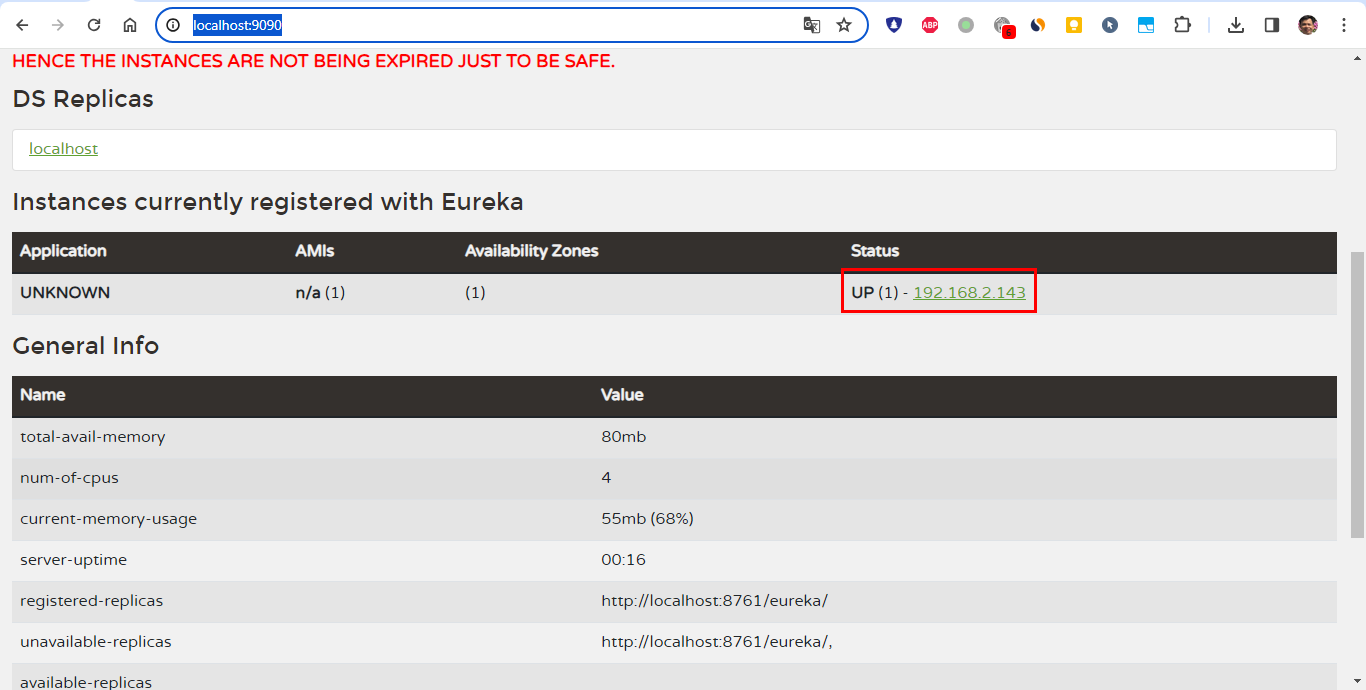 localhost:9090
ABP
6
HENCE THE INSTANCES ARE NOT BEING EXPIRED JUST TO BE SAFE.
DS Replicas
localhost
Instances currently registered with Eureka
Application AMIs Availability Zones Status
UNKNOWN n/a (1) (1) UP (1) - 192.168.2.143
General Info
Name Value
total-avail-memory 80mb
num-of-cpus 4
current-memory-usage 55mb (68%)
server-uptime 00:16
registered-replicas http://localhost:8761/eureka/
unavailable-replicas http://localhost:8761/eureka/,
available-replicas